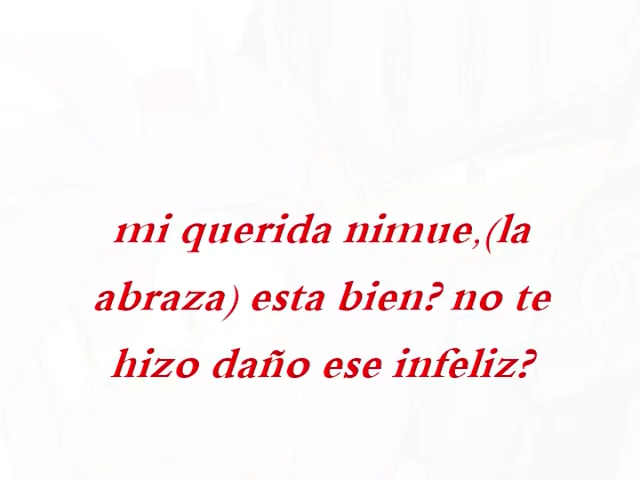 mi querida nimue,(la
abraza) esta bien? no te
hizo daño ese infeliz?